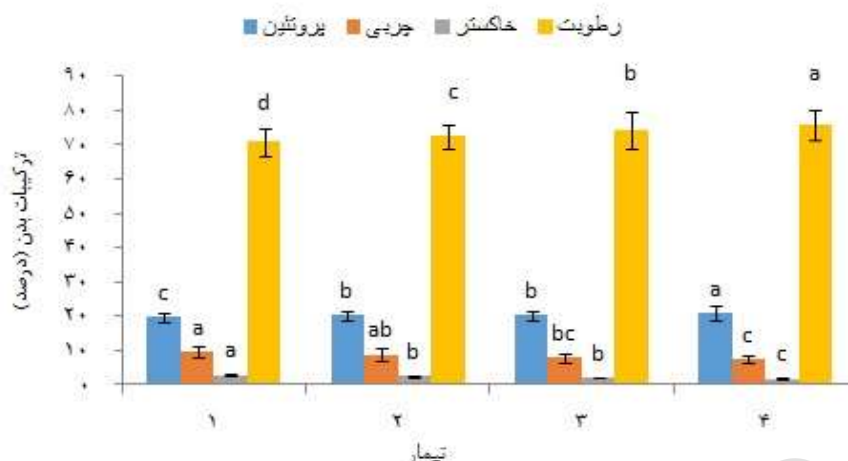 پروتئین چربی خاکستر رطوبت
ترکیبات بدن (درصد)
۹۰
۸۰
۷۰
۶۰
۵۰
۴۰
۳۰
۲۰
۱۰
۰
c a a d
b ab b c
b bc b b
a c c a
۱ ۲ ۳ ۴
تیمار